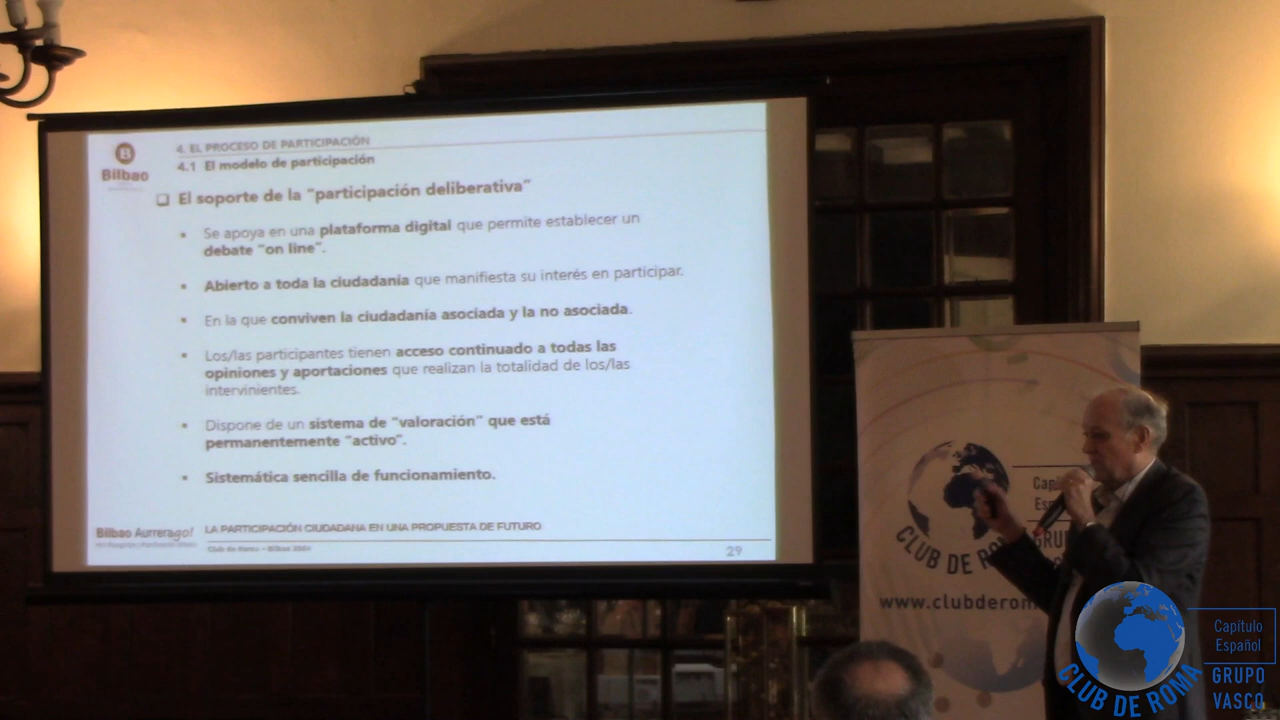 B
Bilbao
4. EL PROCESO DE PARTICIPACIÓN
4.1 El modelo de participación
El soporte de la "participación deliberativa"
Se apoya en una plataforma digital que permite establecer un
debate "on line".
Abierto a toda la ciudadanía que manifiesta su interés en participar.
En la que conviven la ciudadanía asociada y la no asociada.
Los/las participantes tienen acceso continuado a todas las
opiniones y aportaciones que realizan la totalidad de los/las
intervinientes.
Dispone de un sistema de "valoración" que está
permanentemente "activo".
Sistemática sencilla de funcionamiento.
Bilbao Aurrerago!
LA PARTICIPACIÓN CIUDADANA EN UNA PROPUESTA DE FUTURO
Club de Roma – Bilbao 2024
29
CLUB DE RO
www.clubderom
Capítulo
Español
GRUPO
VASCO
CLUB DE ROMA